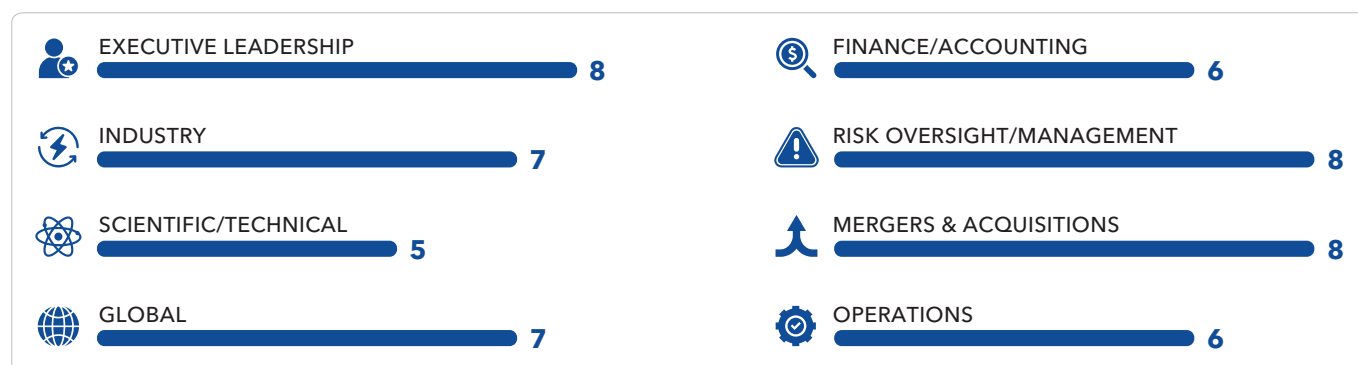 EXECUTIVE LEADERSHIP
8
INDUSTRY
7
SCIENTIFIC/TECHNICAL
5
GLOBAL
7
FINANCE/ACCOUNTING
6
RISK OVERSIGHT/MANAGEMENT
8
MERGERS & ACQUISITIONS
8
OPERATIONS
6